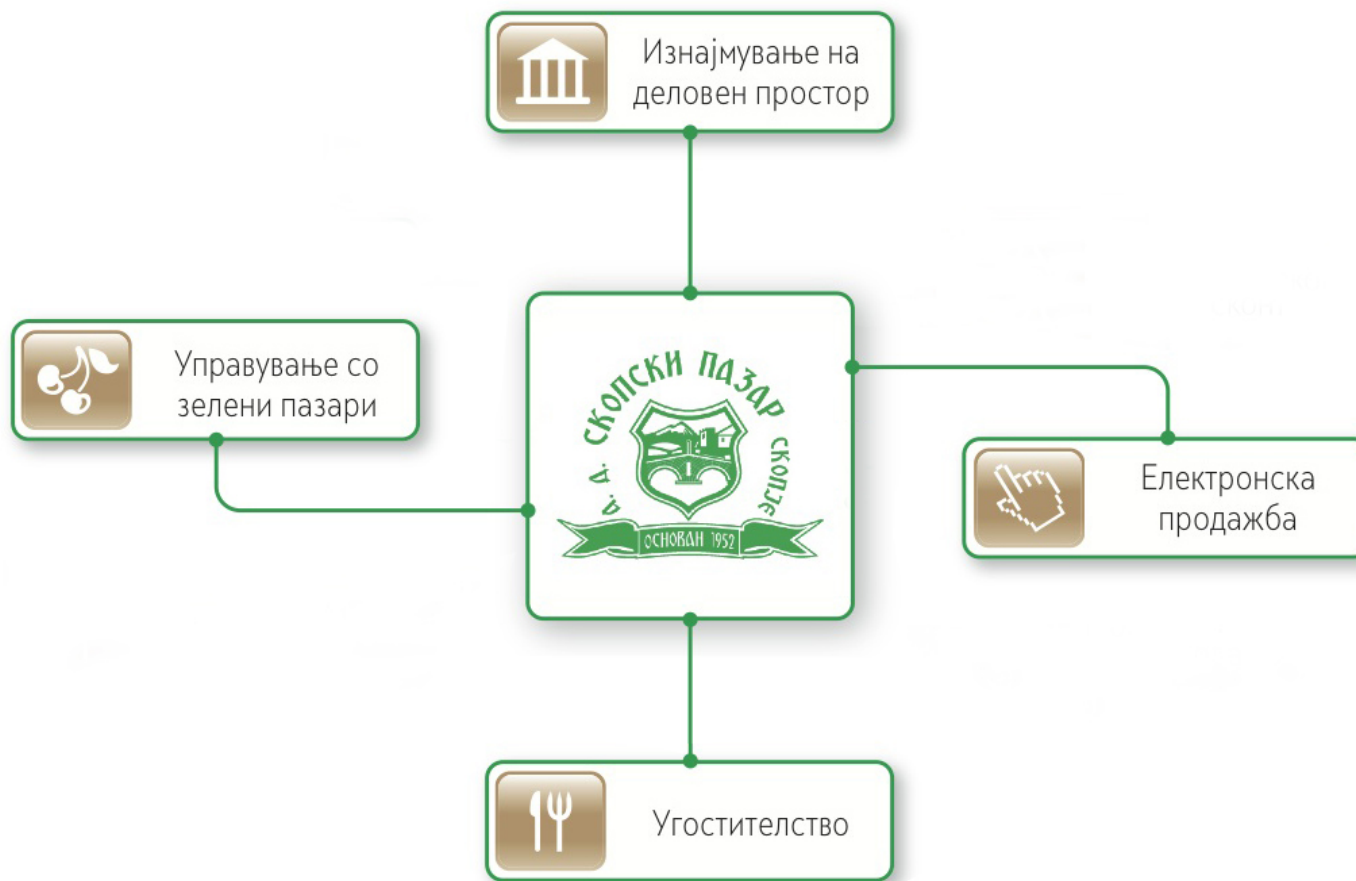 Изнајмување на
деловен простор
Управување со
зелени пазари
А. Д. СКОПСКИ ПАЗАР СКОПЈЕ
ОСНОВАН 1952
Електронска
продажба
Угостителство